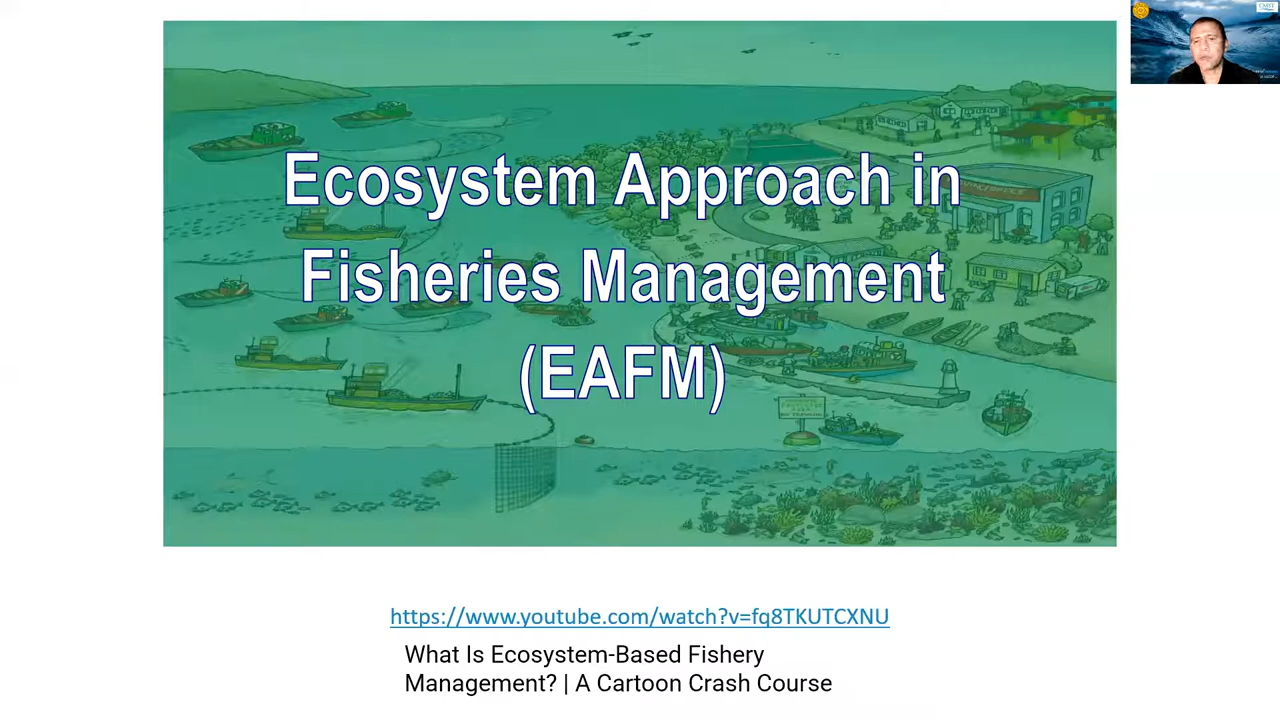 Ecosystem Approach in
Fisheries Management
(EAFM)
https://www.youtube.com/watch?v=fq8TKUTCXNU
What Is Ecosystem-Based Fishery
Management? | A Cartoon Crash Course